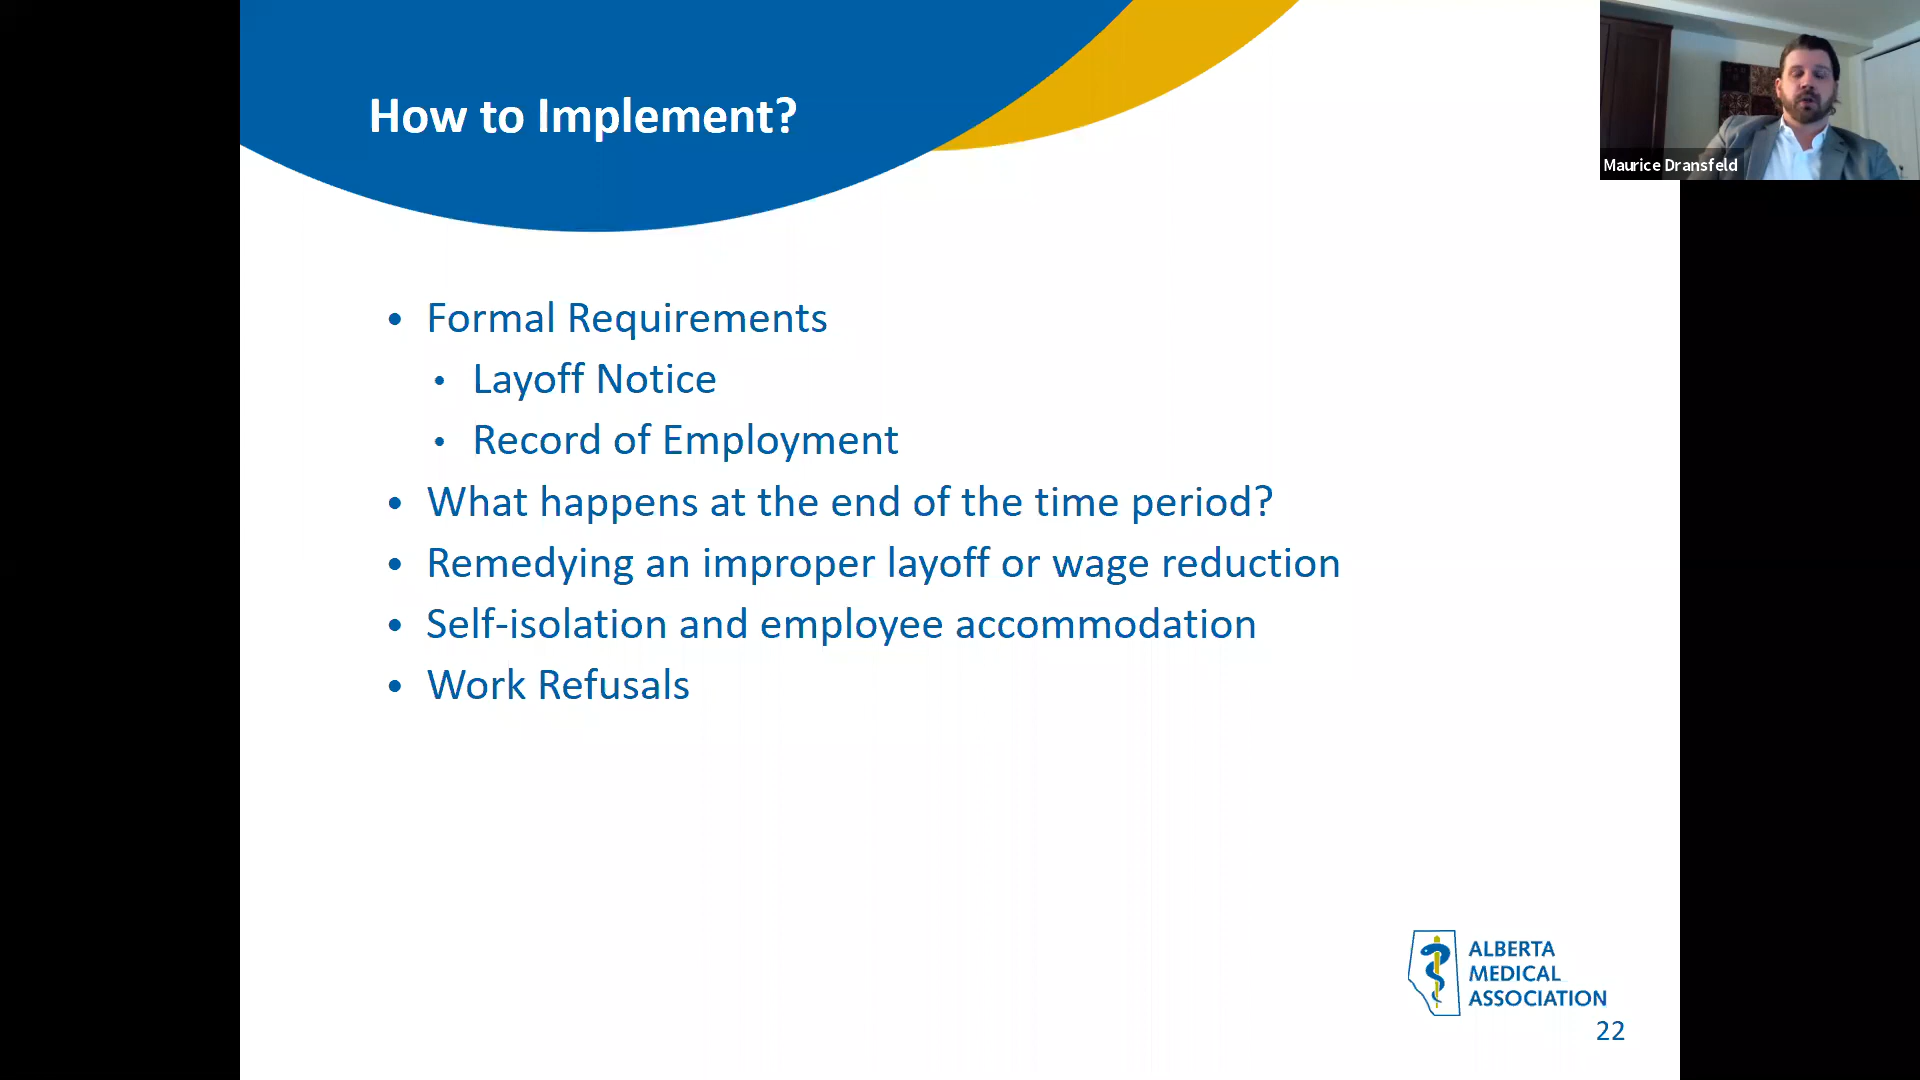 How to Implement?
Maurice Dransfeld
• Formal Requirements
• Layoff Notice
• Record of Employment
• What happens at the end of the time period?
• Remedying an improper layoff or wage reduction
• Self-isolation and employee accommodation
• Work Refusals
ALBERTA
MEDICAL
ASSOCIATION
22